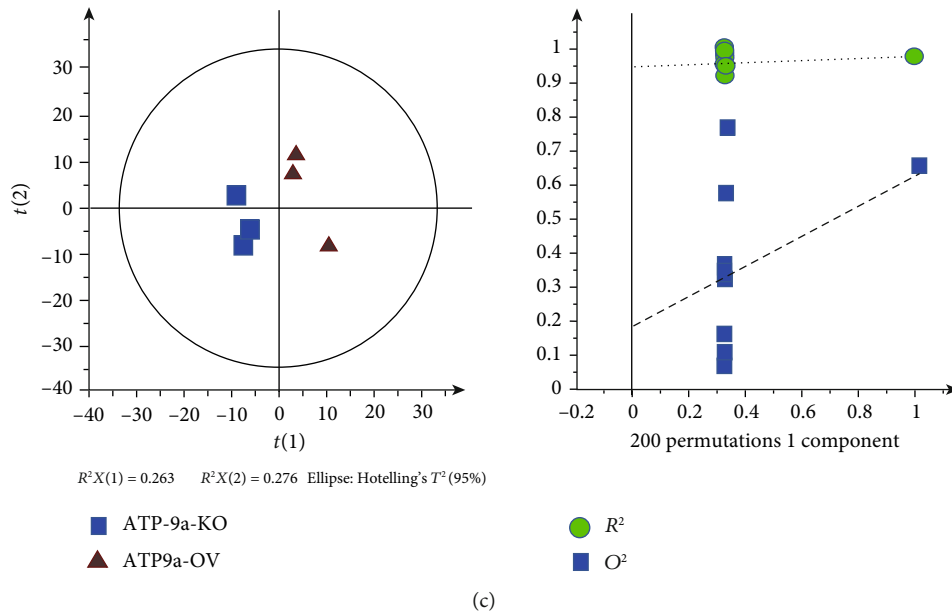 t(2)
30
20
10
0
−10
−20
−30
−40
−40 −30 −20 −10 0 10 20 30
t(1)
R²X(1) = 0.263 R²X(2) = 0.276 Ellipse: Hotelling's T² (95%)
ATP-9a-KO
ATP9a-OV
1
0.9
0.8
0.7
0.6
0.5
0.4
0.3
0.2
0.1
0
−0.2 0 0.2 0.4 0.6 0.8 1
200 permutations 1 component
R²
O²
(c)